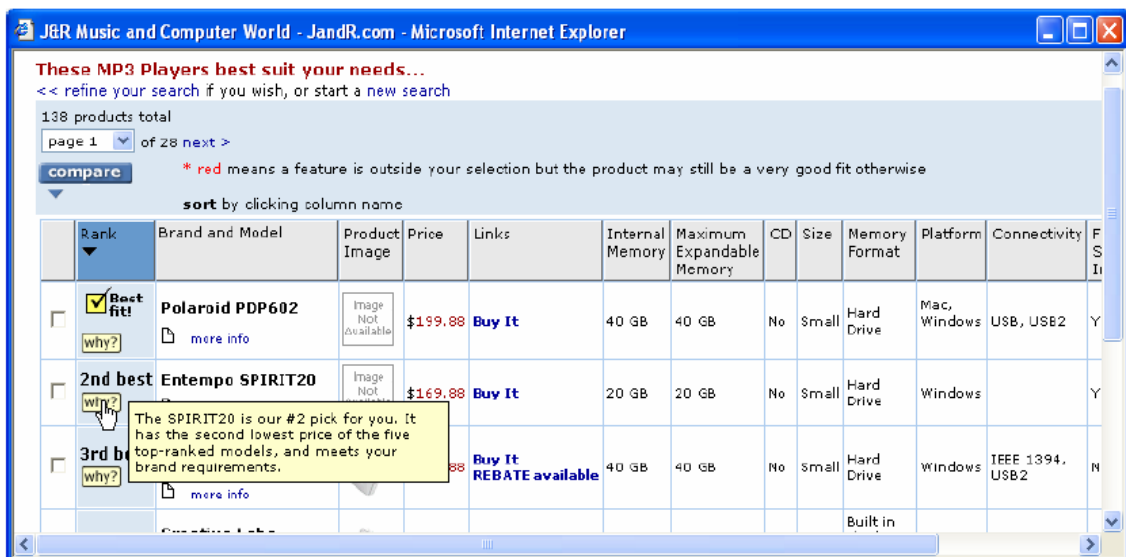 J&R Music and Computer World - JandR.com - Microsoft Internet Explorer
These MP3 Players best suit your needs...
<< refine your search if you wish, or start a new search
138 products total
page 1 of 28 next >
compare
* red means a feature is outside your selection but the product may still be a very good fit otherwise
sort by clicking column name
Rank Brand and Model Product Image Price Links Internal Memory Maximum Expandable Memory CD Size Memory Format Platform Connectivity
Best fit! why? Polaroid PDP602 more info Image Not Available $199.88 Buy It 40 GB 40 GB No Small Hard Drive Mac, Windows USB, USB2 Y
2nd best why? Entempo SPIRIT20 Image Not $169.88 Buy It 20 GB 20 GB No Small Hard Drive Windows Y
The SPIRIT20 is our #2 pick for you. It
has the second lowest price of the five
top-ranked models, and meets your
brand requirements.
3rd why? more info 88 Buy It REBATE available 40 GB 40 GB No Small Hard Drive Windows IEEE 1394, USB2 N
Built in